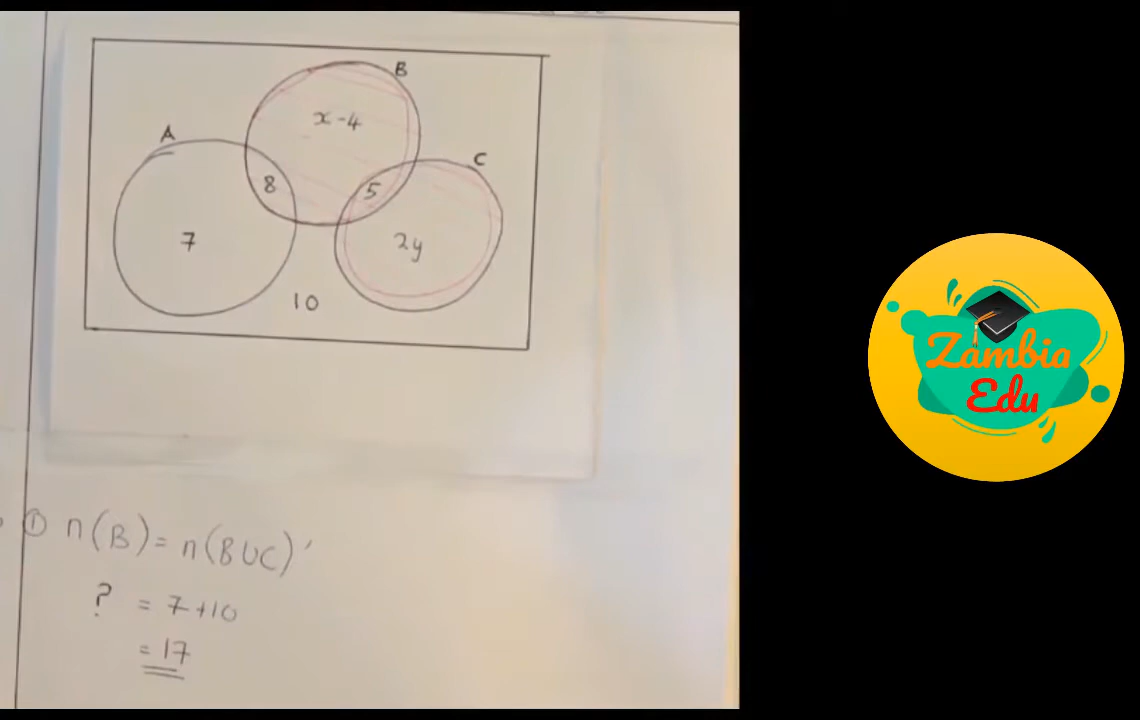 B
x-4
A
C
8
5
7
2y
10
① n(B) = n(BUC)'
? = 7+10
= 17
Zambia
Edu